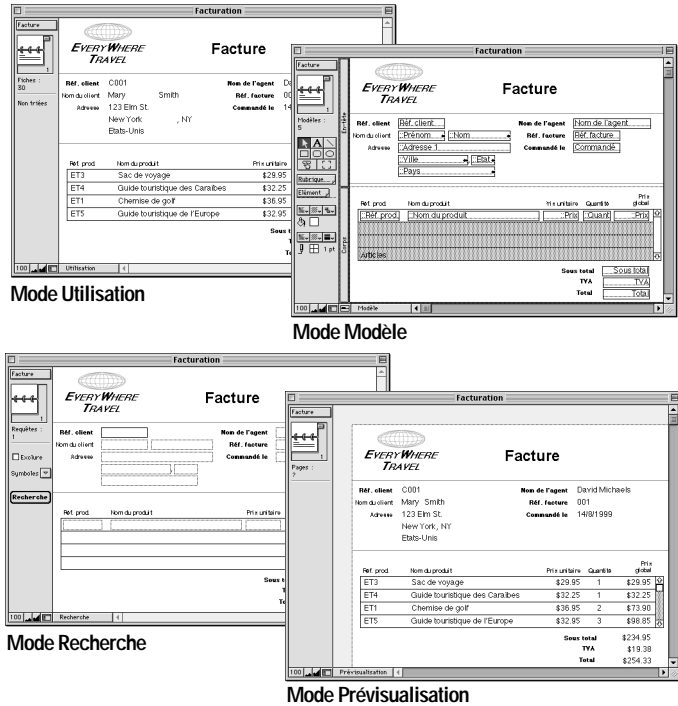 Facturation
Facture
EVERYWHERE
TRAVEL
Facture
Fiches :
30
Non triées
Réf. client C001 Nom de l'agent
Nom du client Mary Smith Réf. facture
Adresse 123 Elm St. Commandé le
New York , NY
Etats-Unis
Réf. prod. Nom du produit Prix unitaire
ET3 Sac de voyage $29.95
ET4 Guide touristique des Caraïbes $32.25
ET1 Chemise de golf $36.95
ET5 Guide touristique de l'Europe $32.95
100 Utilisation
Mode Utilisation
Facturation
Facture
EVERYWHERE
TRAVEL
Facture
Modèles :
5
En-tête
Réf. client Réf. client Nom de l'agent Nom de l'agent
Nom du client ::Prénom ::Nom Réf. facture Réf. facture
Adresse ::Adresse 1 Commandé le Commandé
::Ville ::Etat
::Pays
Rubrique
Elément
1 pt
Corps
Réf. prod. Nom du produit Prix unitaire Quantité Prix global
::Réf. prod. ::Nom du produit ::Prix ::Quant ::Prix
Articles
Sous total Sous total
TVA TVA
Total Total
100 Modèle
Mode Modèle
Facturation
Facture
EVERYWHERE
TRAVEL
Facture
Requêtes :
1
Exclure
Symboles
Recherche
Réf. client Nom de l'agent
Nom du client Réf. facture
Adresse Commandé le
Réf. prod. Nom du produit Prix unitaire
100 Recherche
Mode Recherche
Facturation
Facture
EVERYWHERE
TRAVEL
Facture
Pages :
?
Réf. client C001 Nom de l'agent David Michaels
Nom du client Mary Smith Réf. facture 001
Adresse 123 Elm St. Commandé le 14/8/1999
New York, NY
Etats-Unis
Réf. prod. Nom du produit Prix unitaire Quantité Prix global
ET3 Sac de voyage $29.95 1 $29.95
ET4 Guide touristique des Caraïbes $32.25 1 $32.25
ET1 Chemise de golf $36.95 2 $73.90
ET5 Guide touristique de l'Europe $32.95 3 $98.85
Sous total $234.95
TVA $19.38
Total $254.33
100 Prévisualisation
Mode Prévisualisation